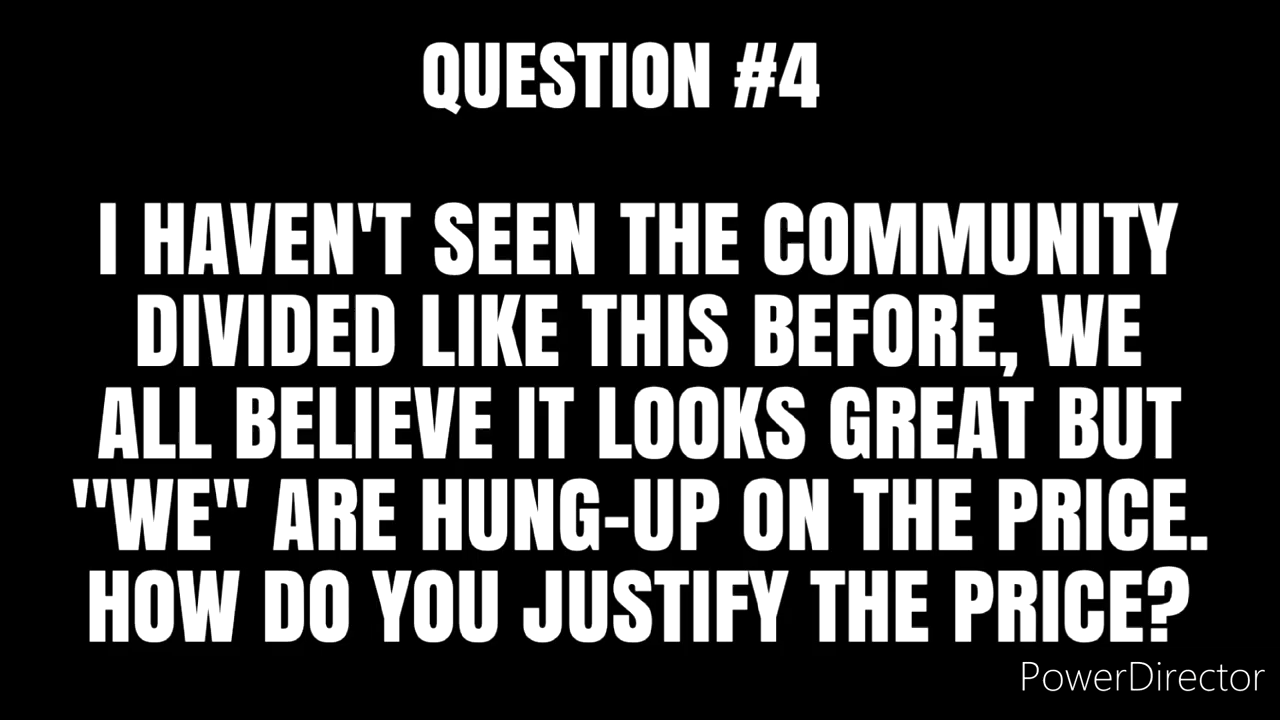 QUESTION #4
I HAVEN'T SEEN THE COMMUNITY
DIVIDED LIKE THIS BEFORE, WE
ALL BELIEVE IT LOOKS GREAT BUT
"WE" ARE HUNG-UP ON THE PRICE.
HOW DO YOU JUSTIFY THE PRICE?
PowerDirector